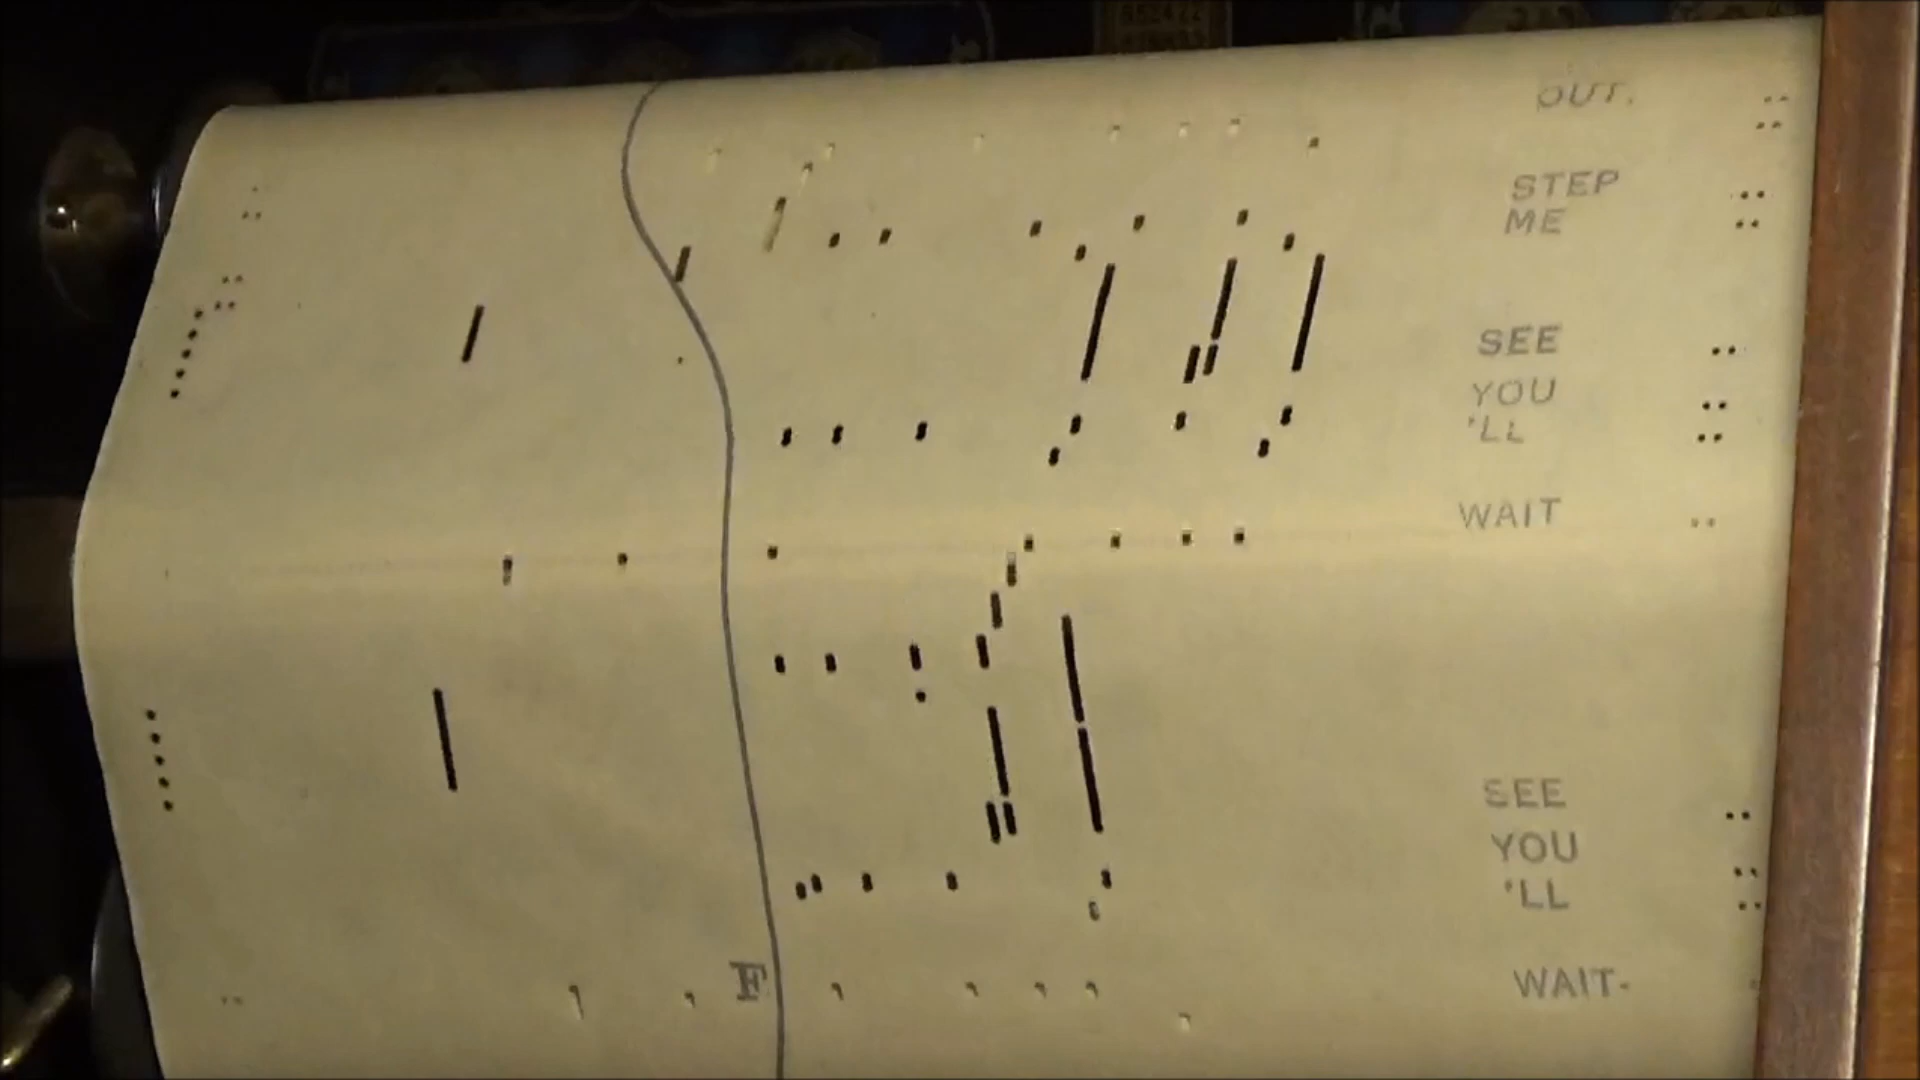 OUT.
STEP
ME
SEE
YOU
'LL
WAIT
SEE
YOU
'LL
F
WAIT-